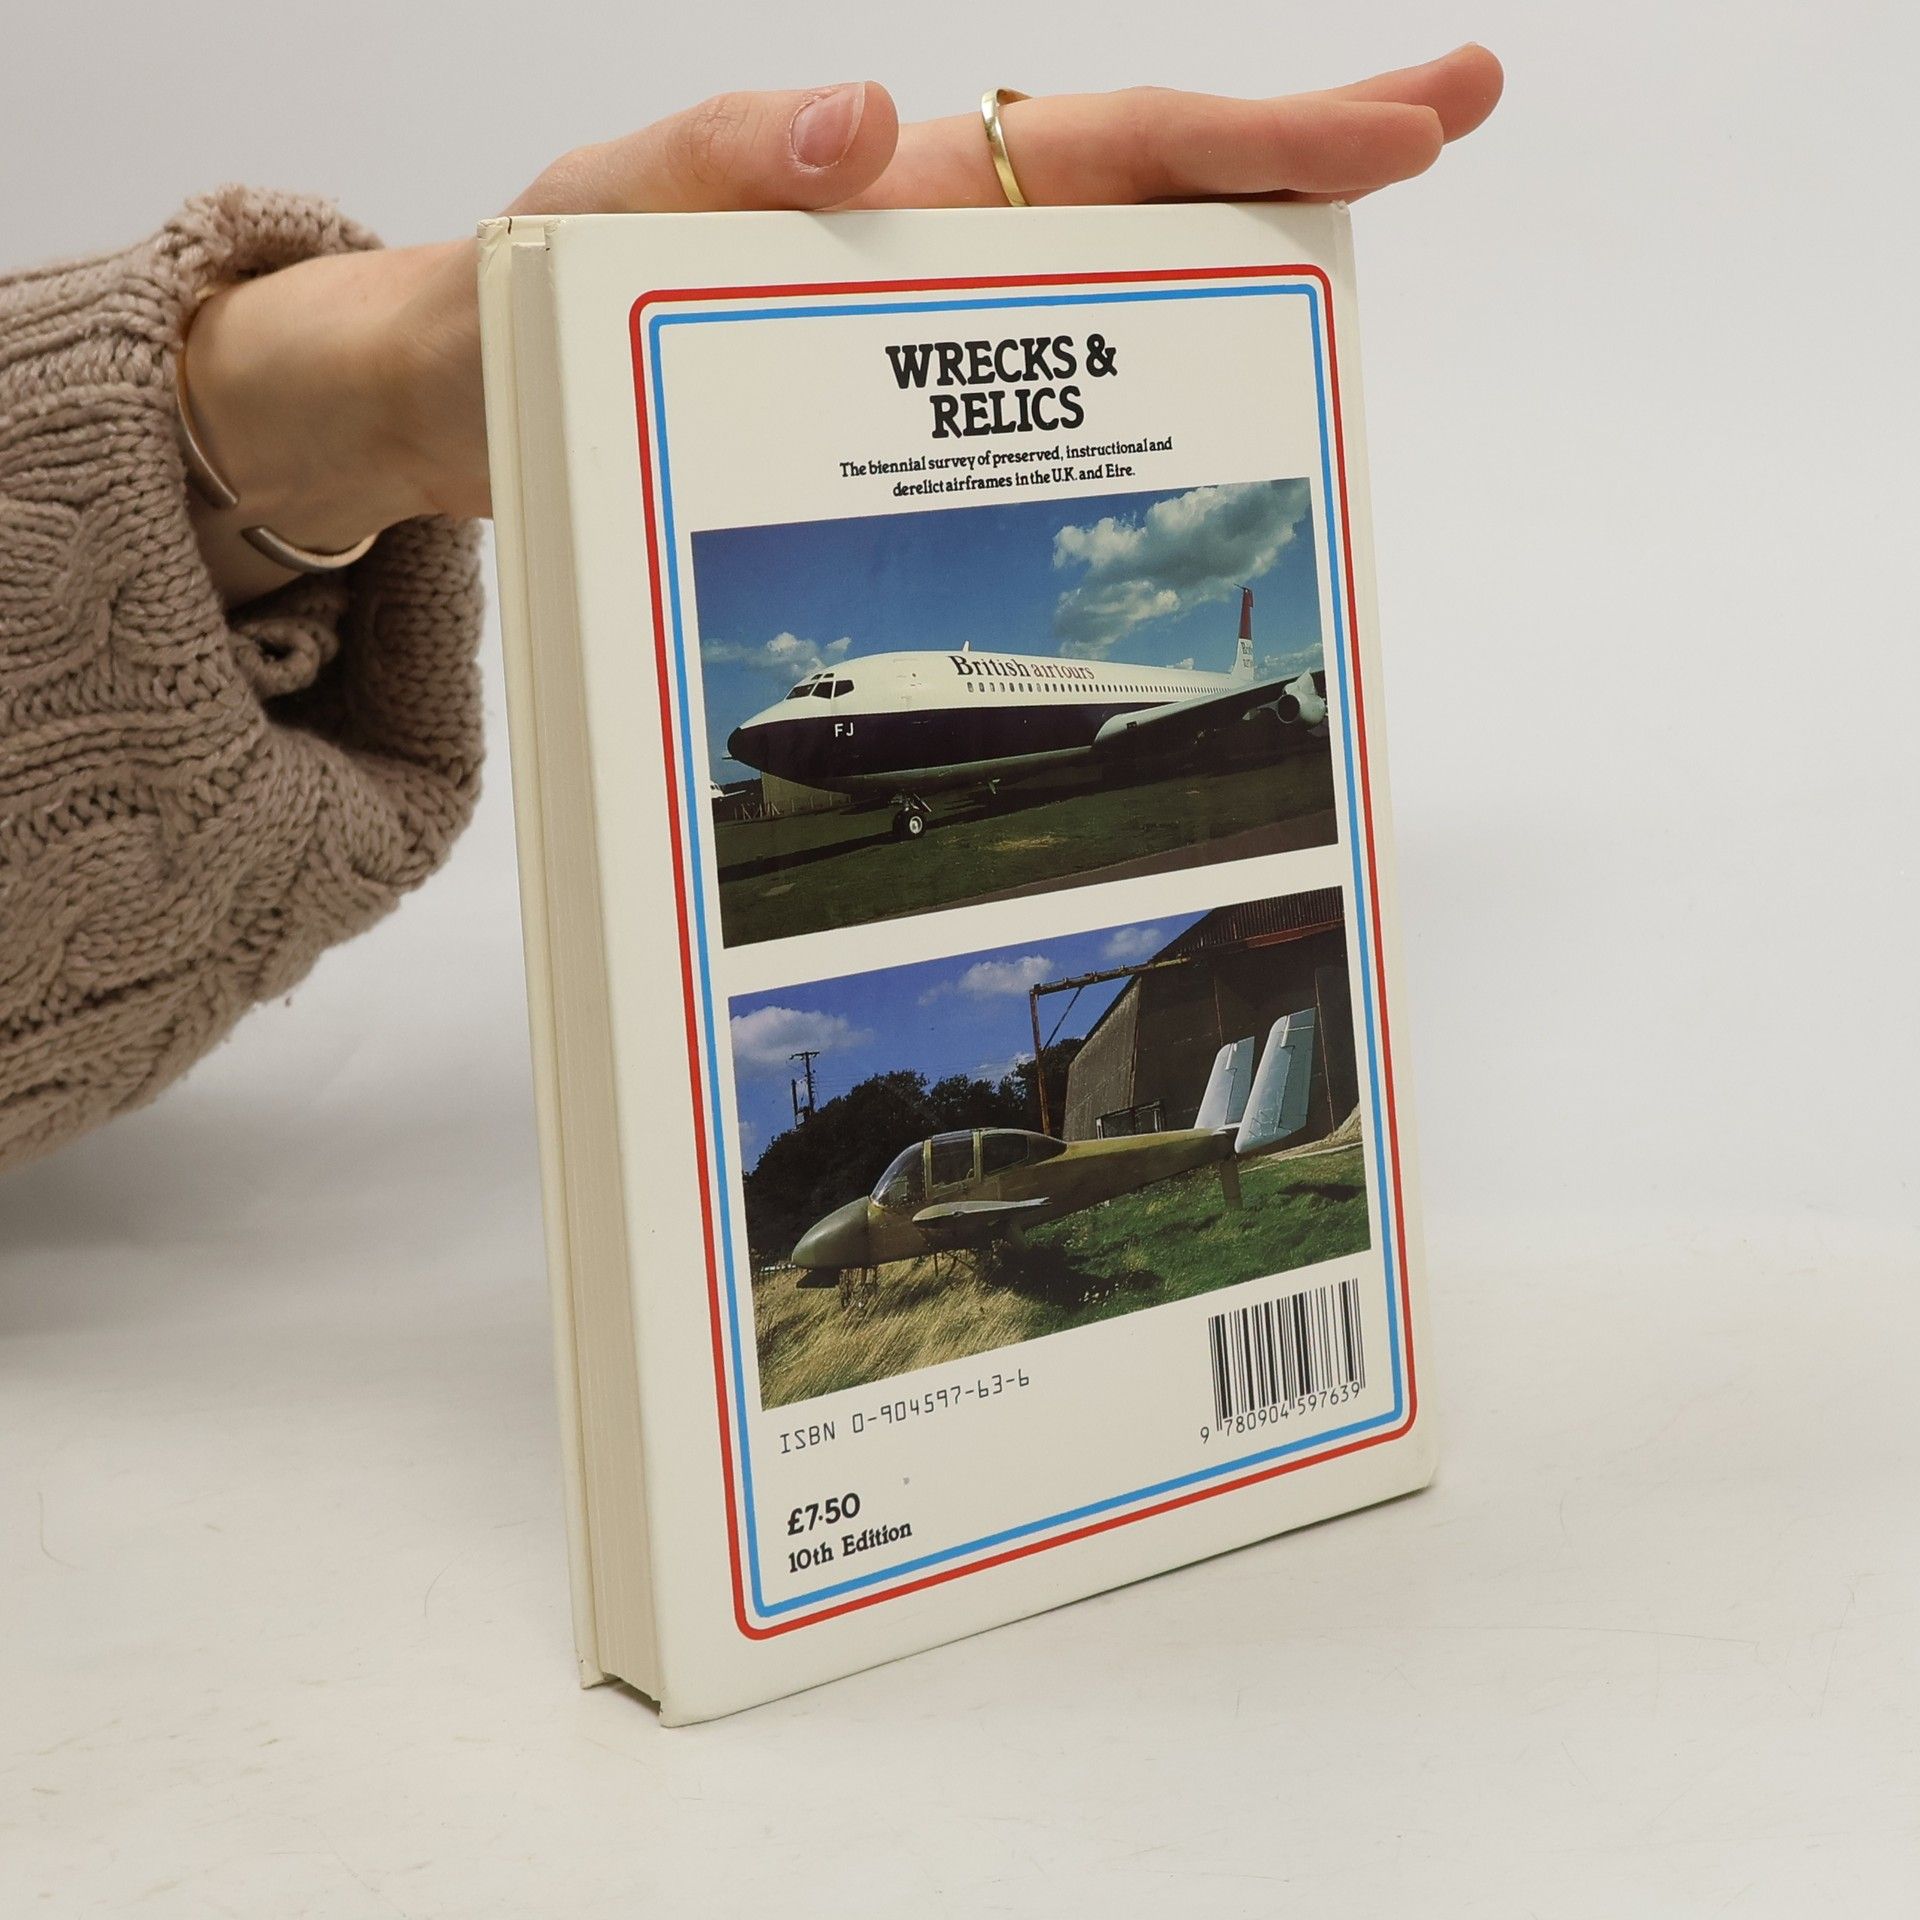 WRECKS &
RELICS
The biennial survey of preserved, instructional and
derelict airframes in the U.K. and Eire.
British airtours
FJ
ISBN 0-904597-63-6
9 780904 597639
£7·50
10th Edition